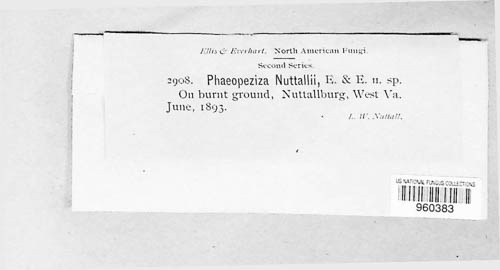 Ellis & Everhart. North American Fungi.
Second Series.
2908. Phaeopeziza Nuttallii, E. & E. n. sp.
On burnt ground, Nuttallburg, West Va.
June, 1893.
L. W. Nuttall.
US NATIONAL FUNGUS COLLECTIONS
960383